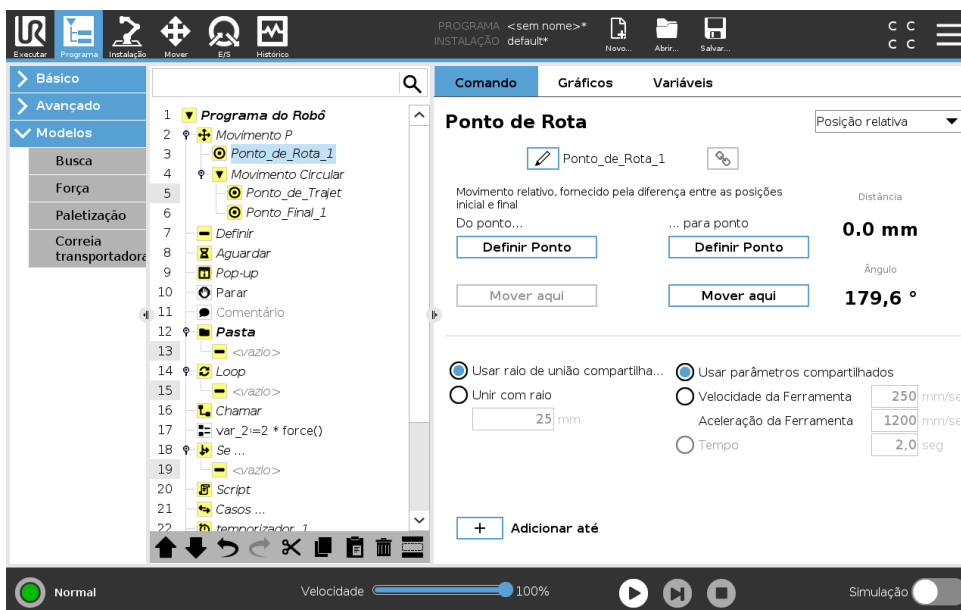 PROGRAMA <sem nome>*
INSTALAÇÃO default*
Executar Programa Instalação Mover E/S Histórico Novo... Abrir... Salvar...
C C
C C
Básico
Avançado
Modelos
Busca
Força
Paletização
Correia
transportadora
1 Programa do Robô
2 Movimento P
3 Ponto_de_Rota_1
4 Movimento Circular
5 Ponto_de_Trajet
6 Ponto_Final_1
7 Definir
8 Aguardar
9 Pop-up
10 Parar
11 Comentário
12 Pasta
13 <vazio>
14 Loop
15 <vazio>
16 Chamar
17 var_2:=2 * force()
18 Se ...
19 <vazio>
20 Script
21 Casos ...
22 temporizador_1
Comando Gráficos Variáveis
Ponto de Rota
Posição relativa
Ponto_de_Rota_1
Movimento relativo, fornecido pela diferença entre as posições
inicial e final
Distância
Do ponto... ... para ponto
0.0 mm
Definir Ponto Definir Ponto
Ângulo
Mover aqui Mover aqui
179,6 °
Usar raio de união compartilha... Usar parâmetros compartilhados
Unir com raio Velocidade da Ferramenta 250 mm/se
25 mm Aceleração da Ferramenta 1200 mm/se
Tempo 2,0 seg
+ Adicionar até
Normal Velocidade 100% Simulação